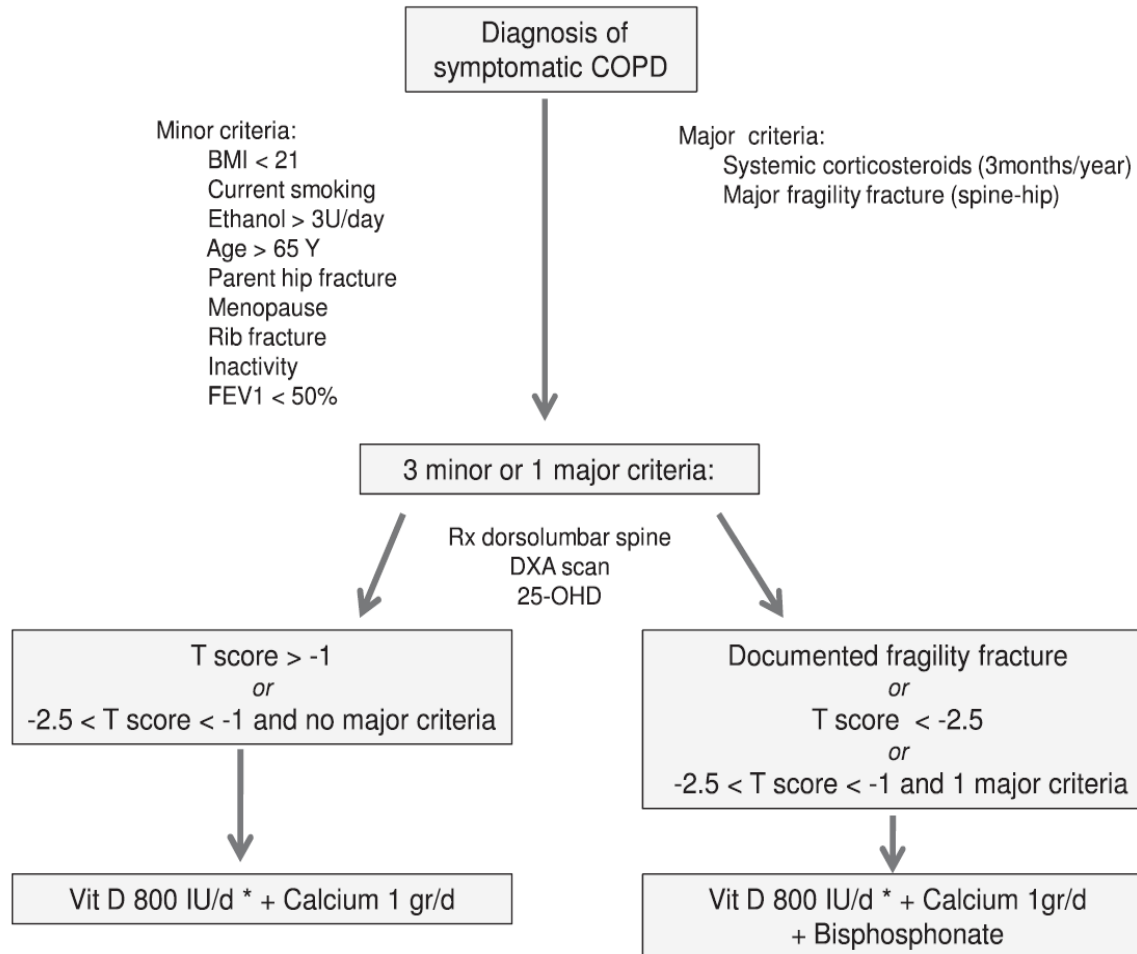 Diagnosis of
symptomatic COPD
Minor criteria:
BMI < 21
Current smoking
Ethanol > 3U/day
Age > 65 Y
Parent hip fracture
Menopause
Rib fracture
Inactivity
FEV1 < 50%
Major criteria:
Systemic corticosteroids (3months/year)
Major fragility fracture (spine-hip)
3 minor or 1 major criteria:
Rx dorsolumbar spine
DXA scan
25-OHD
T score > -1
or
-2.5 < T score < -1 and no major criteria
Documented fragility fracture
or
T score < -2.5
or
-2.5 < T score < -1 and 1 major criteria
Vit D 800 IU/d * + Calcium 1 gr/d
Vit D 800 IU/d * + Calcium 1gr/d
+ Bisphosphonate